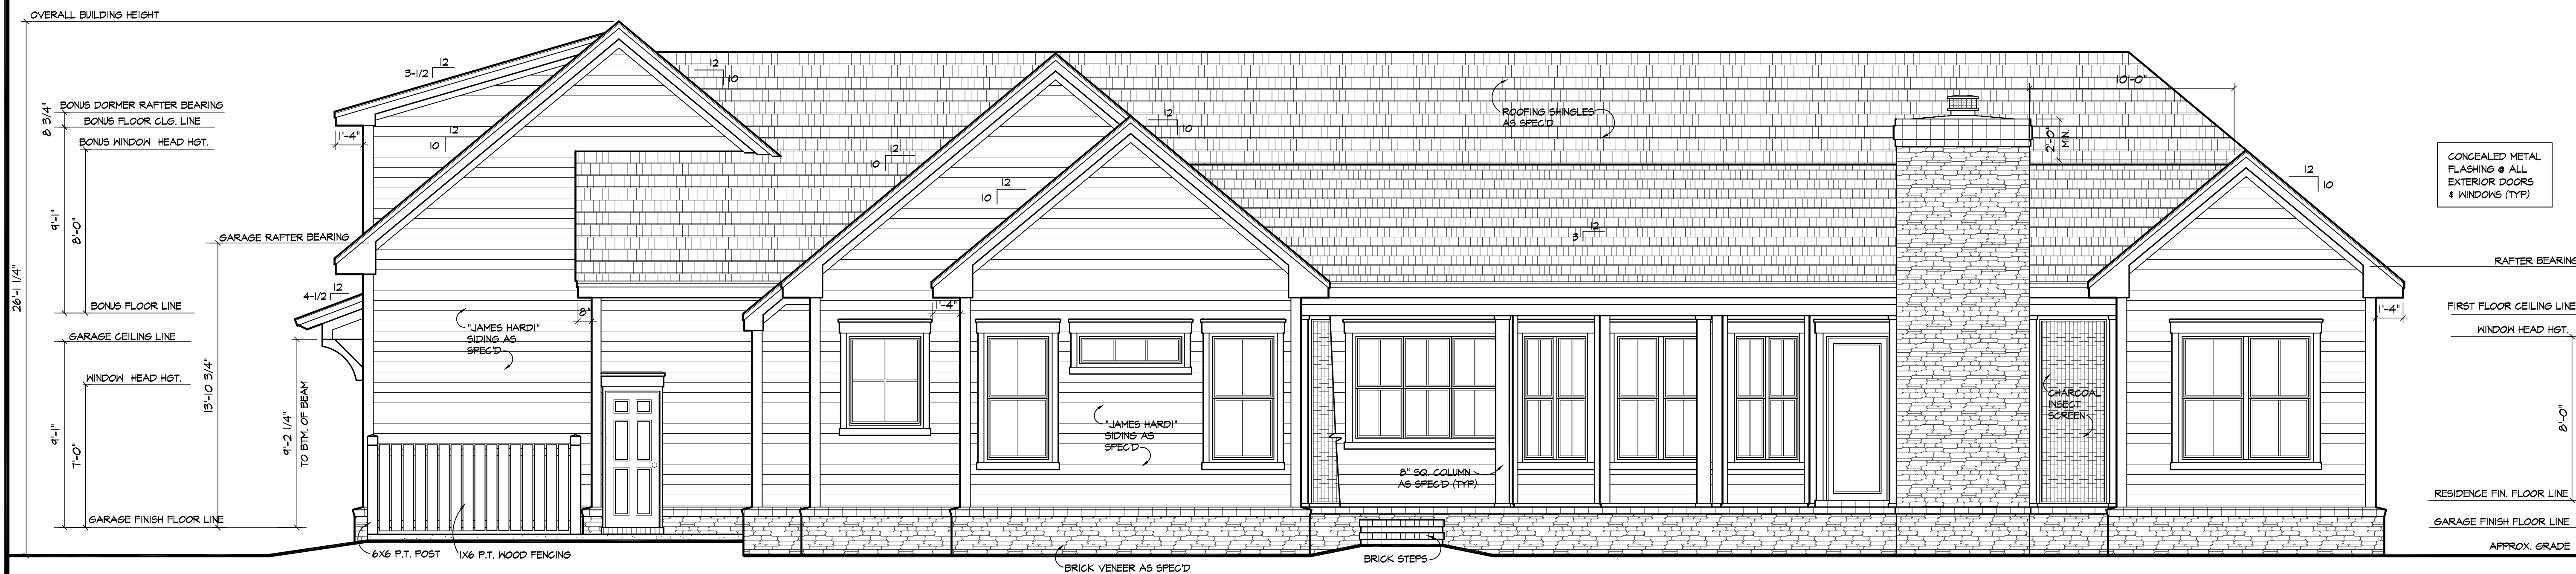 OVERALL BUILDING HEIGHT
26'-1 1/4"
8 3/4"
BONUS DORMER RAFTER BEARING
BONUS FLOOR CLG. LINE
BONUS WINDOW HEAD HGT.
9'-1"
8'-0"
GARAGE RAFTER BEARING
BONUS FLOOR LINE
GARAGE CEILING LINE
WINDOW HEAD HGT.
9'-1"
7'-0"
13'-10 3/4"
9'-2 1/4"
TO BTM. OF BEAM
GARAGE FINISH FLOOR LINE
12
3-1/2
1'-4"
12
10
12
4-1/2
"JAMES HARDI"
SIDING AS
SPEC'D
8"
6X6 P.T. POST
1X6 P.T. WOOD FENCING
12
10
12
10
12
10
12
10
1'-4"
"JAMES HARDI"
SIDING AS
SPEC'D
BRICK VENEER AS SPEC'D
ROOFING SHINGLES
AS SPEC'D
12
3
8" SQ. COLUMN
AS SPEC'D (TYP)
BRICK STEPS
10'-0"
2'-0"
MIN.
CHARCOAL
INSECT
SCREEN
12
10
1'-4"
CONCEALED METAL
FLASHING @ ALL
EXTERIOR DOORS
& WINDOWS (TYP)
RAFTER BEARING
FIRST FLOOR CEILING LINE
WINDOW HEAD HGT.
8'-0"
RESIDENCE FIN. FLOOR LINE
GARAGE FINISH FLOOR LINE
APPROX. GRADE